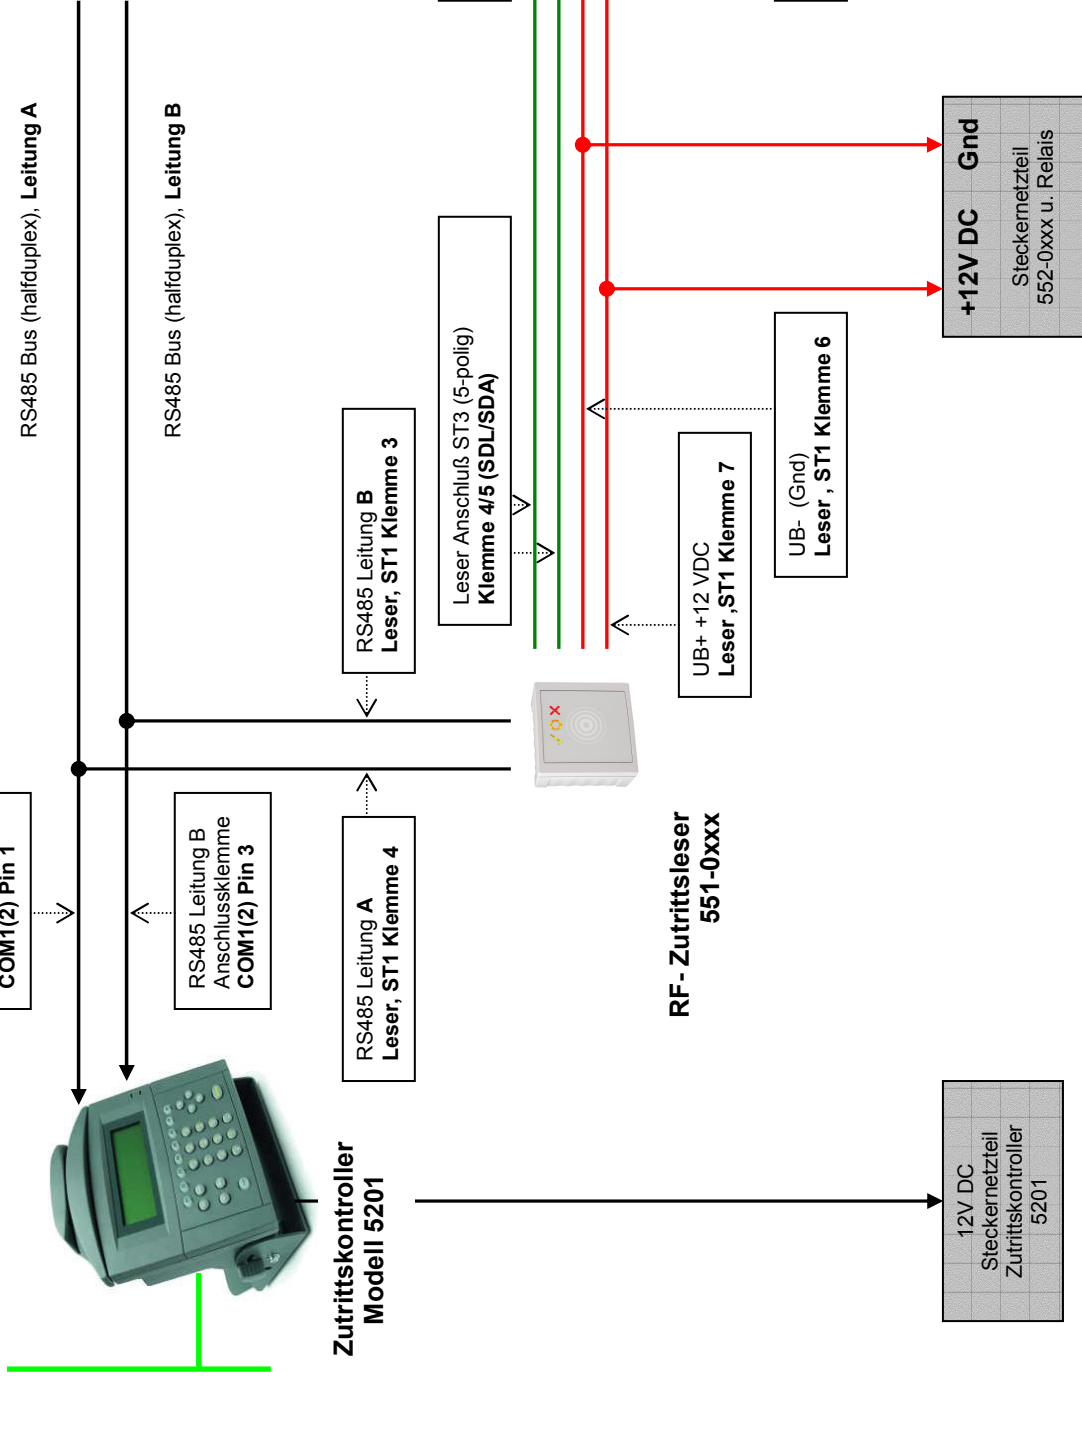 RS485 Bus (halfduplex), Leitung A
RS485 Bus (halfduplex), Leitung B
COM1(2) Pin 1
RS485 Leitung B
Anschlussklemme
COM1(2) Pin 3
RS485 Leitung A
Leser, ST1 Klemme 4
RS485 Leitung B
Leser, ST1 Klemme 3
Leser Anschluß ST3 (5-polig)
Klemme 4/5 (SDL/SDA)
UB+ +12 VDC
Leser ,ST1 Klemme 7
UB- (Gnd)
Leser , ST1 Klemme 6
+12V DC Gnd
Steckernetzteil
552-0xxx u. Relais
Zutrittskontroller
Modell 5201
RF- Zutrittsleser
551-0xxx
12V DC
Steckernetzteil
Zutrittskontroller
5201